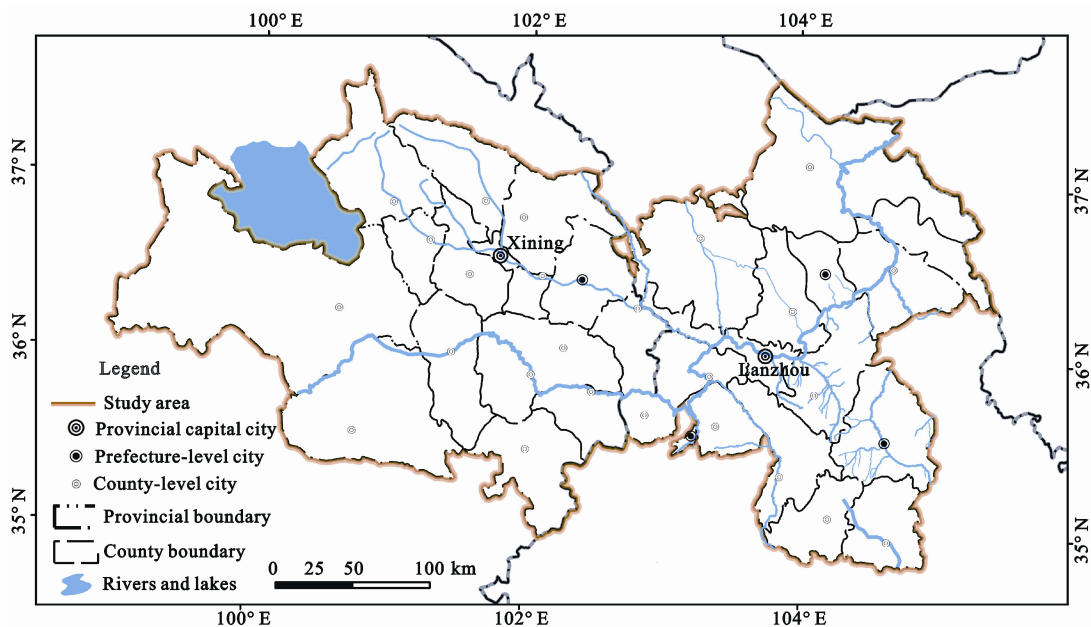 100° E 102° E 104° E
37° N
36° N
35° N
37° N
36° N
35° N
Xining
Lanzhou
Legend
Study area
Provincial capital city
Prefecture-level city
County-level city
Provincial boundary
County boundary
Rivers and lakes
0 25 50 100 km
100° E 102° E 104° E